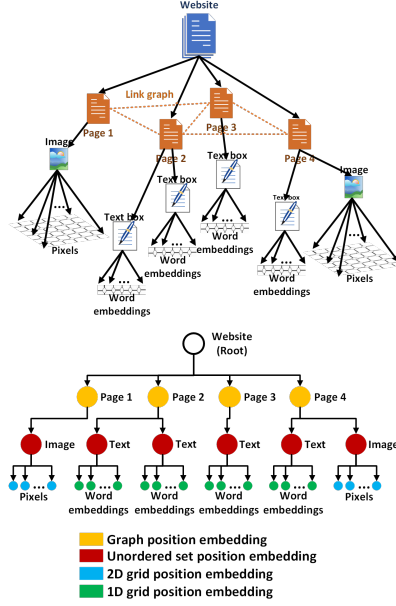 Website
Link graph
Page 1
Page 3
Image
Page 2
Text box
Page 4
Image
Text box
Text box
Text box
...
Pixels
...
Word
embeddings
...
Word
embeddings
...
Word
embeddings
...
Word
embeddings
...
Pixels
Website
(Root)
Page 1 Page 2 Page 3 Page 4
Image Text Text Text Text Image
... ... ... ... ... ...
Pixels Word embeddings Word embeddings Word embeddings Word embeddings Pixels
Graph position embedding
Unordered set position embedding
2D grid position embedding
1D grid position embedding